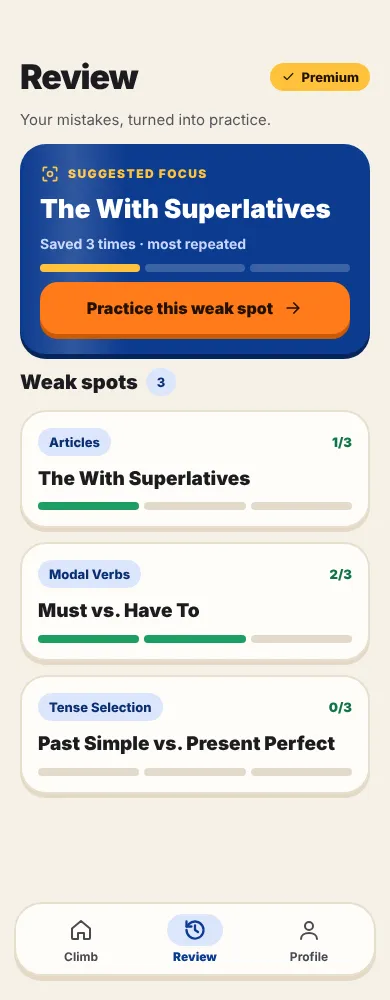 Review
Premium
Your mistakes, turned into practice.
SUGGESTED FOCUS
The With Superlatives
Saved 3 times · most repeated
Practice this weak spot →
Weak spots 3
Articles 1/3
The With Superlatives
Modal Verbs 2/3
Must vs. Have To
Tense Selection 0/3
Past Simple vs. Present Perfect
Climb Review Profile